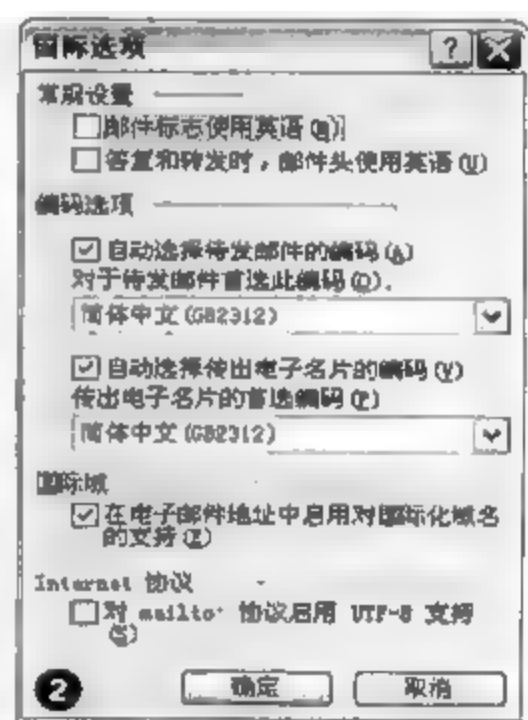 国际选项
?
常规设置
邮件标志使用英语(B)
答复和转发时，邮件头使用英语(U)
编码选项
自动选择待发邮件的编码(A)
对于待发邮件首选此编码(O)：
简体中文(GB2312)
自动选择传出电子名片的编码(V)
传出电子名片的首选编码(P)
简体中文(GB2312)
国际域
在电子邮件地址中启用对国际化域名
的支持(I)
Internet 协议
对 mailto: 协议启用 UTF-8 支持
2
确定
取消